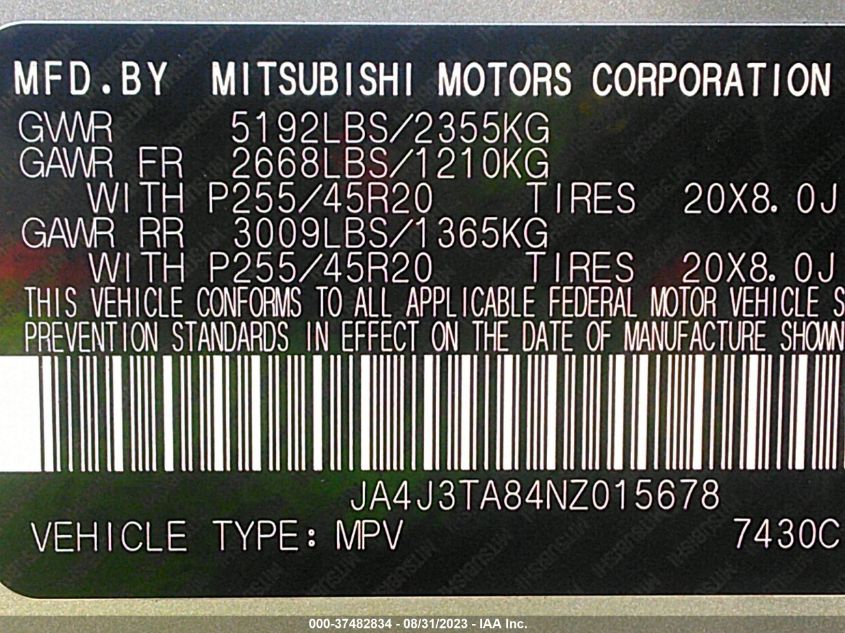 MFD.BY MITSUBISHI MOTORS CORPORATION
GVWR 5192LBS/2355KG
GAWR FR 2668LBS/1210KG
WITH P255/45R20 TIRES 20X8.0J
GAWR RR 3009LBS/1365KG
WITH P255/45R20 TIRES 20X8.0J
THIS VEHICLE CONFORMS TO ALL APPLICABLE FEDERAL MOTOR VEHICLE S
PREVENTION STANDARDS IN EFFECT ON THE DATE OF MANUFACTURE SHOWN
JA4J3TA84NZ015678
VEHICLE TYPE: MPV 7430C
000-37482834 - 08/31/2023 - IAA Inc.